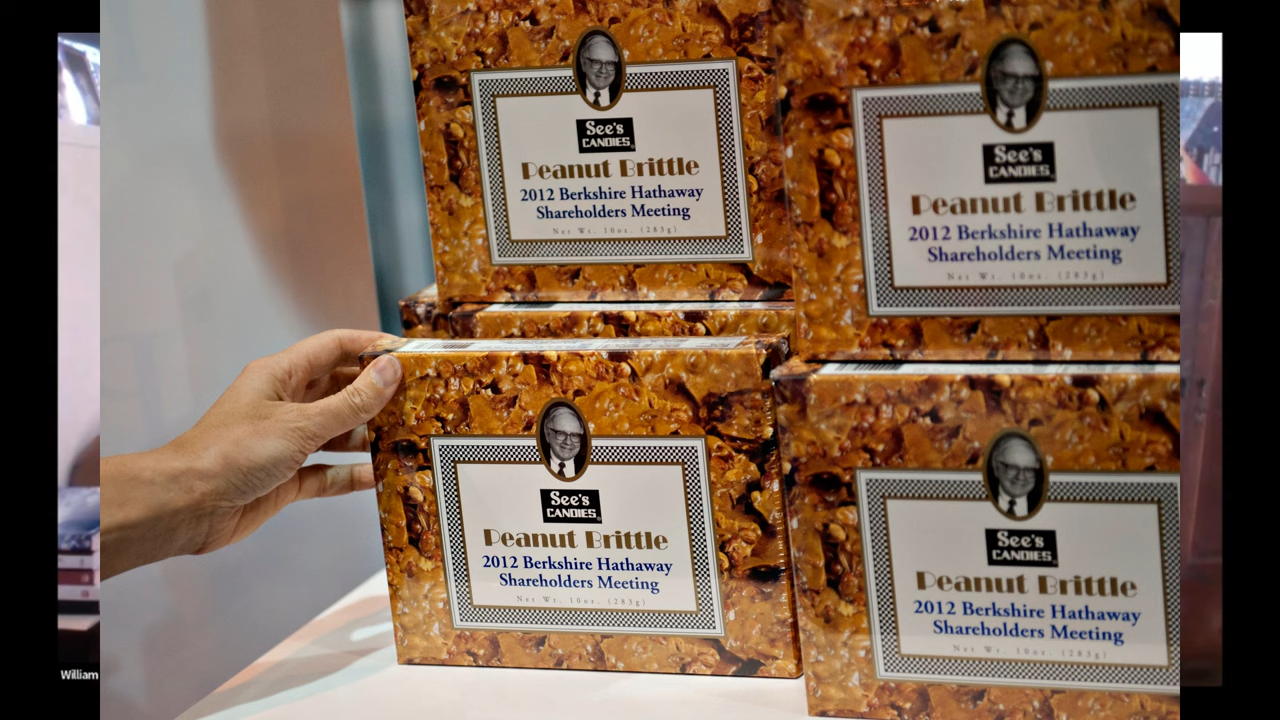 See's
CANDIES
Peanut Brittle
2012 Berkshire Hathaway
Shareholders Meeting
Net Wt. 10oz. (283g)
See's
CANDIES
Peanut Brittle
2012 Berkshire Hathaway
Shareholders Meeting
Net Wt. 10oz. (283g)
See's
CANDIES
Peanut Brittle
2012 Berkshire Hathaway
Shareholders Meeting
Net Wt. 10oz. (283g)
See's
CANDIES
Peanut Brittle
2012 Berkshire Hathaway
Shareholders Meeting
Net Wt. 10oz. (283g)
William